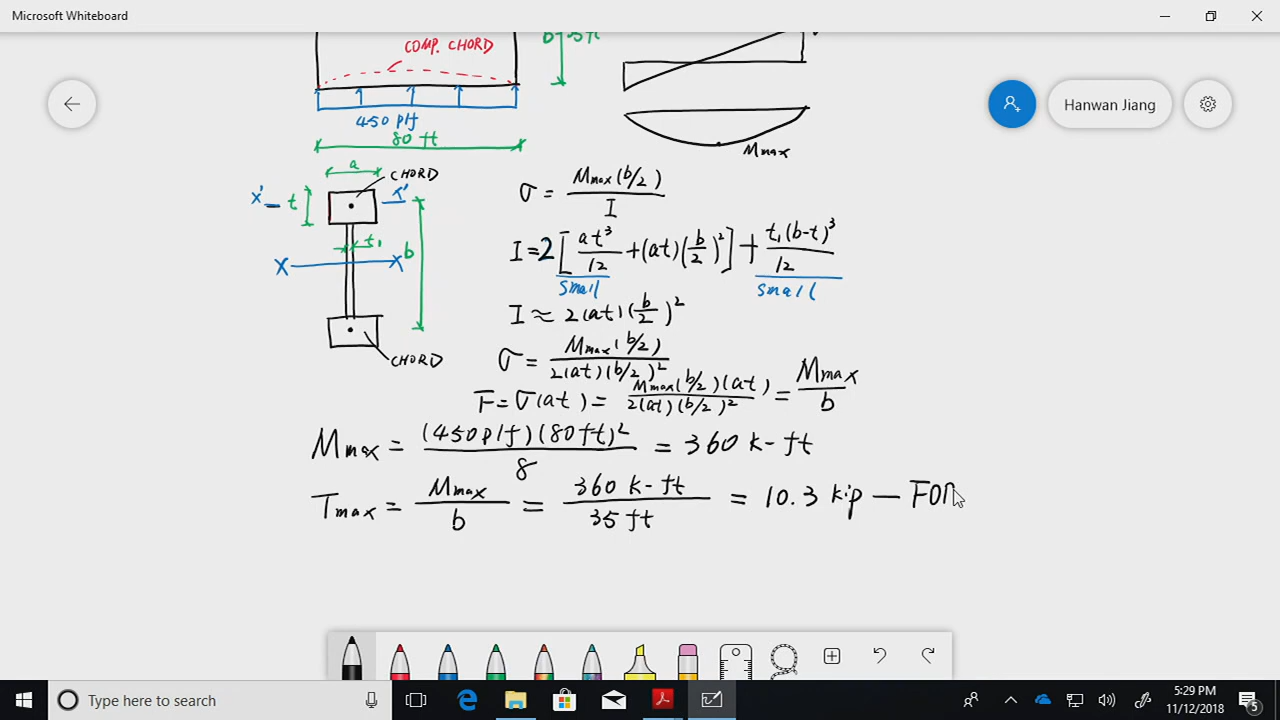 Microsoft Whiteboard
COMP. CHORD
b=35ft
450 plf
80 ft
Mmax
Hanwan Jiang
a
CHORD
X'
t
X'
t₁
b
X
X
CHORD
σ = Mmax(b/2) / I
I = 2[at³/12 + (at)(b/2)²] + t₁(b-t)³/12
small
small
I ≈ 2(at)(b/2)²
σ = Mmax(b/2) / 2(at)(b/2)²
F = σ(at) = Mmax(b/2)(at) / 2(at)(b/2)² = Mmax / b
Mmax = (450plf)(80ft)² / 8 = 360 k-ft
Tmax = Mmax / b = 360 k-ft / 35 ft = 10.3 kip — FOR
Type here to search
5:29 PM
11/12/2018
5